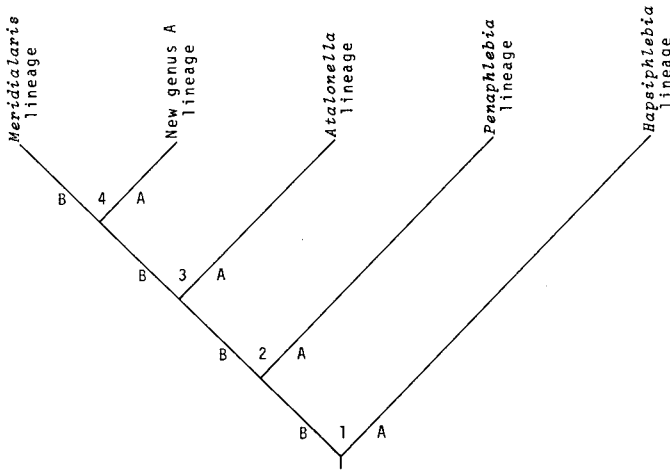 Meridialaris
lineage
New genus A
lineage
Atalonella
lineage
Penaphlebia
lineage
Hapsiphlebia
lineage
B 4 A
B 3 A
B 2 A
B 1 A